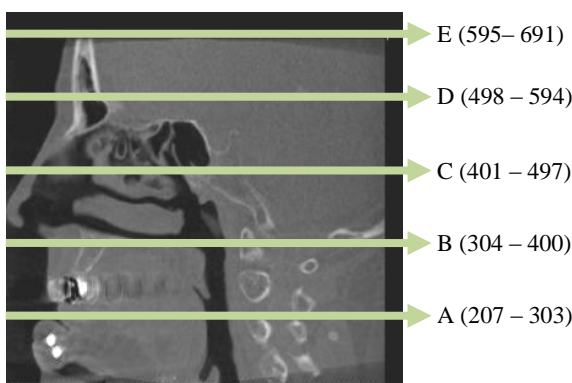 E (595– 691)
D (498 – 594)
C (401 – 497)
B (304 – 400)
A (207 – 303)